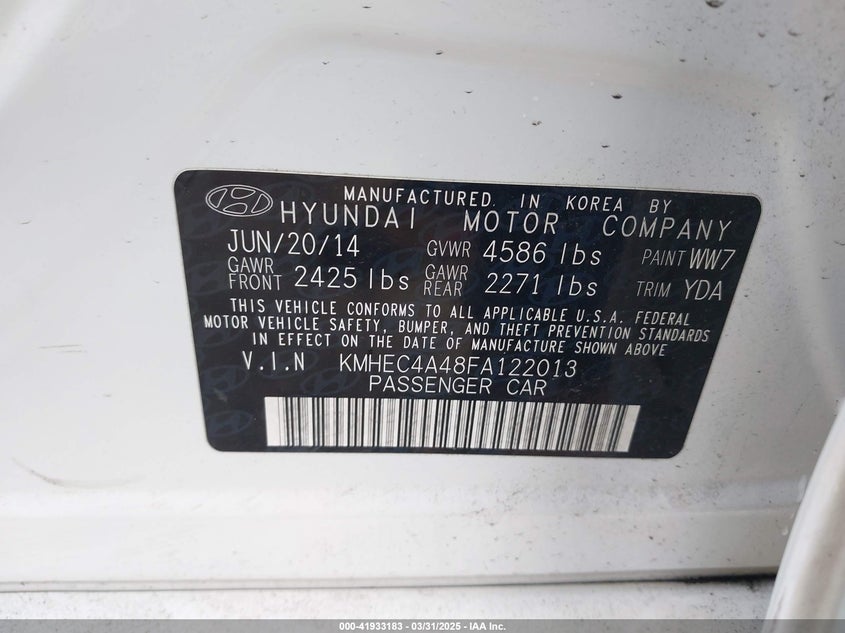 MANUFACTURED IN KOREA BY
HYUNDAI MOTOR COMPANY
JUN/20/14 GVWR 4586 lbs PAINT WW7
GAWR FRONT 2425 lbs GAWR REAR 2271 lbs TRIM YDA
THIS VEHICLE CONFORMS TO ALL APPLICABLE U.S.A. FEDERAL
MOTOR VEHICLE SAFETY, BUMPER, AND THEFT PREVENTION STANDARDS
IN EFFECT ON THE DATE OF MANUFACTURE SHOWN ABOVE
V.I.N KMHEC4A48FA122013
PASSENGER CAR
000-41933183 - 03/31/2025 - IAA Inc.